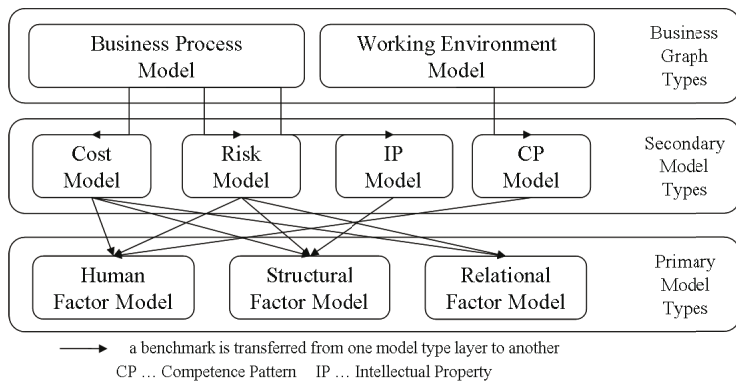 Business Process
Model
Working Environment
Model
Business
Graph
Types
Cost
Model
Risk
Model
IP
Model
CP
Model
Secondary
Model
Types
Human
Factor Model
Structural
Factor Model
Relational
Factor Model
Primary
Model
Types
a benchmark is transferred from one model type layer to another
CP ... Competence Pattern IP ... Intellectual Property